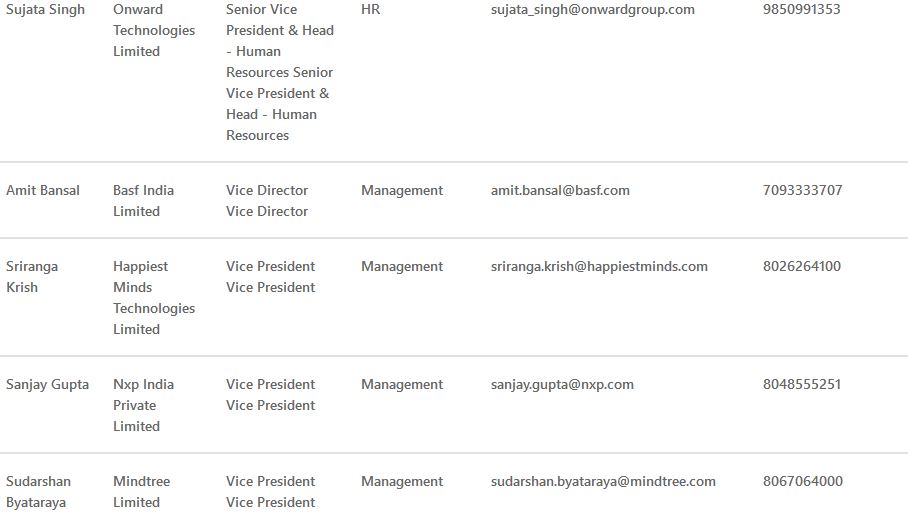 Sujata Singh Onward Senior Vice HR sujata_singh@onwardgroup.com 9850991353
Technologies President & Head
Limited - Human
Resources Senior
Vice President &
Head - Human
Resources
Amit Bansal Basf India Vice Director Management amit.bansal@basf.com 7093333707
Limited Vice Director
Sriranga Happiest Vice President Management sriranga.krish@happiestminds.com 8026264100
Krish Minds Vice President
Technologies
Limited
Sanjay Gupta Nxp India Vice President Management sanjay.gupta@nxp.com 8048555251
Private Vice President
Limited
Sudarshan Mindtree Vice President Management sudarshan.byataraya@mindtree.com 8067064000
Byataraya Limited Vice President